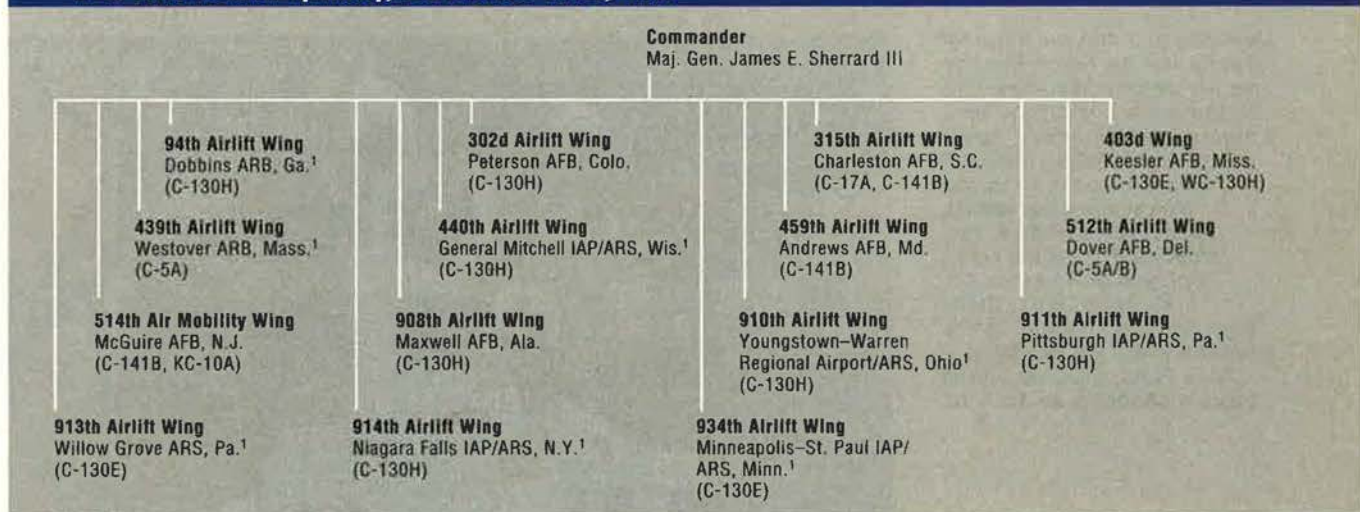 Commander
Maj. Gen. James E. Sherrard III
94th Airlift Wing
Dobbins ARB, Ga.¹
(C-130H)
302d Airlift Wing
Peterson AFB, Colo.
(C-130H)
315th Airlift Wing
Charleston AFB, S.C.
(C-17A, C-141B)
403d Wing
Keesler AFB, Miss.
(C-130E, WC-130H)
439th Airlift Wing
Westover ARB, Mass.¹
(C-5A)
440th Airlift Wing
General Mitchell IAP/ARS, Wis.¹
(C-130H)
459th Airlift Wing
Andrews AFB, Md.
(C-141B)
512th Airlift Wing
Dover AFB, Del.
(C-5A/B)
514th Air Mobility Wing
McGuire AFB, N.J.
(C-141B, KC-10A)
908th Airlift Wing
Maxwell AFB, Ala.
(C-130H)
910th Airlift Wing
Youngstown–Warren
Regional Airport/ARS, Ohio¹
(C-130H)
911th Airlift Wing
Pittsburgh IAP/ARS, Pa.¹
(C-130H)
913th Airlift Wing
Willow Grove ARS, Pa.¹
(C-130E)
914th Airlift Wing
Niagara Falls IAP/ARS, N.Y.¹
(C-130H)
934th Airlift Wing
Minneapolis–St. Paul IAP/
ARS, Minn.¹
(C-130E)